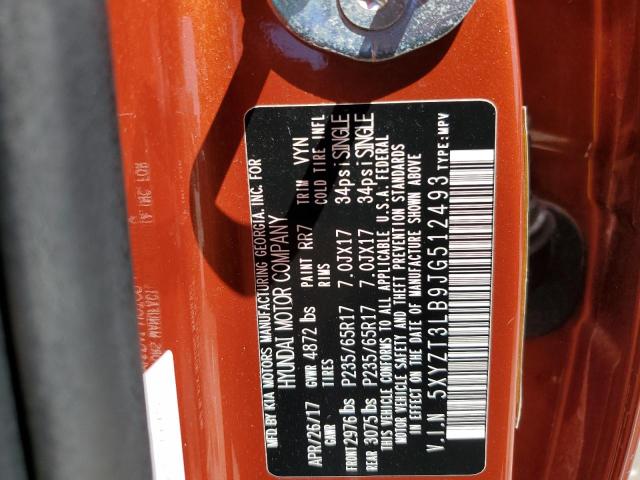 MFD BY KIA MOTORS MANUFACTURING GEORGIA, INC. FOR
HYUNDAI MOTOR COMPANY
APR/26/17 GVWR 4872 lbs PAINT RR7 TRIM VYN
GAWR TIRES RIMS COLD TIRE INFL
FRONT 2976 lbs P235/65R17 7.0JX17 34psi SINGLE
REAR 3075 lbs P235/65R17 7.0JX17 34psi SINGLE
THIS VEHICLE CONFORMS TO ALL APPLICABLE U.S.A. FEDERAL
MOTOR VEHICLE SAFETY AND THEFT PREVENTION STANDARDS
IN EFFECT ON THE DATE OF MANUFACTURE SHOWN ABOVE
V.I.N 5XYZT3LB9JG512493 TYPE:MPV